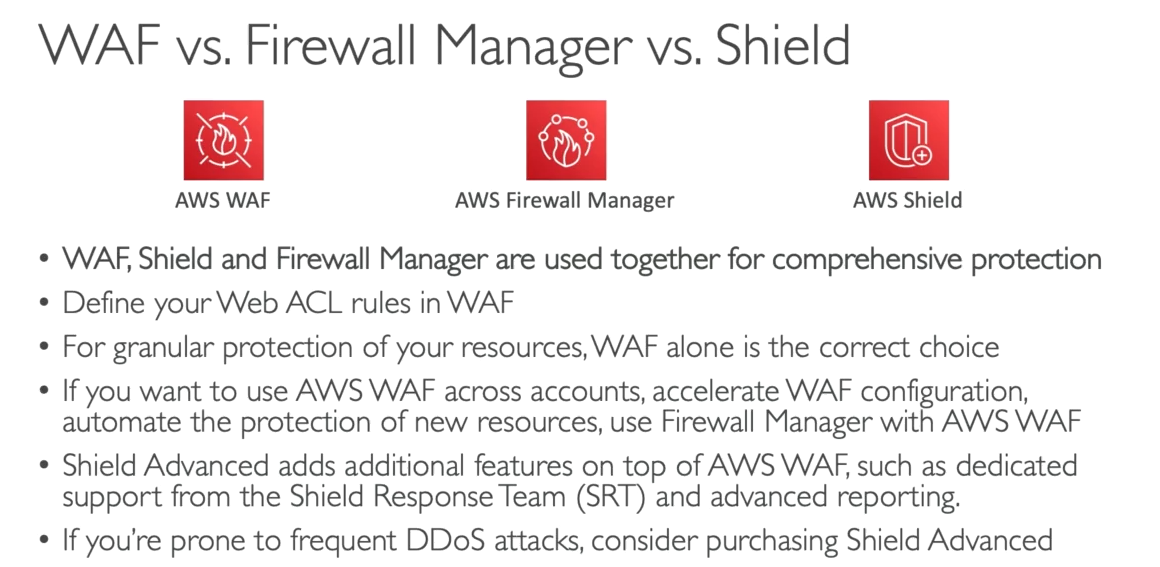 WAF vs. Firewall Manager vs. Shield
AWS WAF
AWS Firewall Manager
AWS Shield
• WAF, Shield and Firewall Manager are used together for comprehensive protection
• Define your Web ACL rules in WAF
• For granular protection of your resources, WAF alone is the correct choice
• If you want to use AWS WAF across accounts, accelerate WAF configuration,
automate the protection of new resources, use Firewall Manager with AWS WAF
• Shield Advanced adds additional features on top of AWS WAF, such as dedicated
support from the Shield Response Team (SRT) and advanced reporting.
• If you're prone to frequent DDoS attacks, consider purchasing Shield Advanced